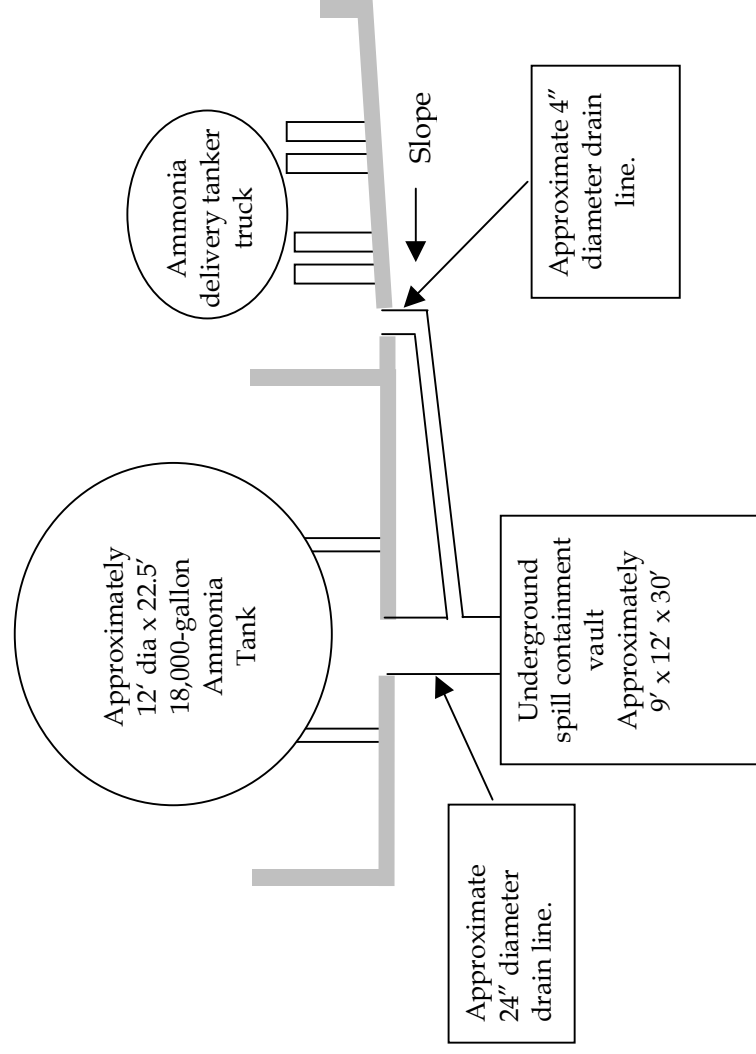 Approximately
12' dia x 22.5'
18,000-gallon
Ammonia
Tank
Ammonia
delivery tanker
truck
Slope
Approximate
24" diameter
drain line.
Underground
spill containment
vault
Approximately
9' x 12' x 30'
Approximate 4"
diameter drain
line.